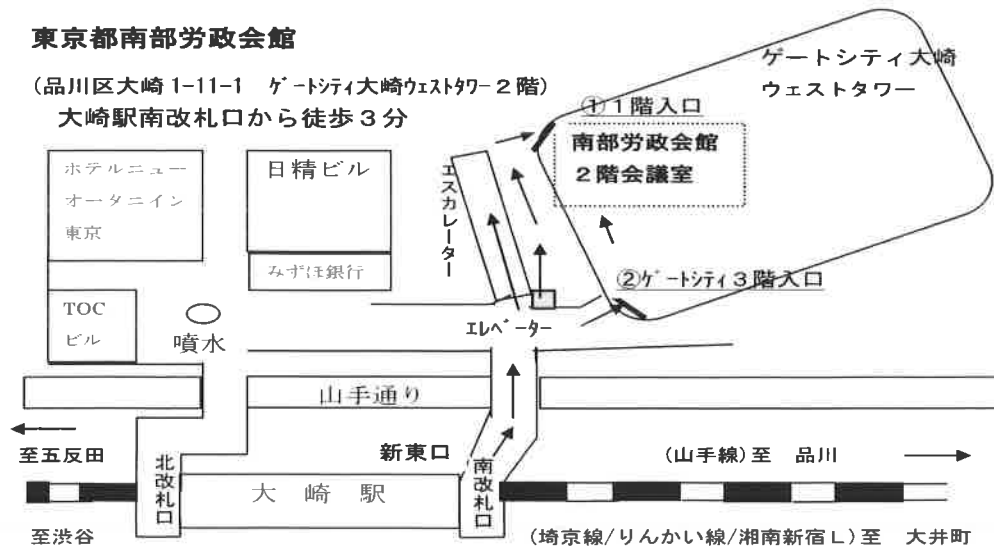 東京都南部労政会館
(品川区大崎1-11-1 ゲートシティ大崎ウェストタワー2階)
大崎駅南改札口から徒歩3分
ゲートシティ大崎
ウェストタワー
①1階入口
南部労政会館
2階会議室
ホテルニュー
オータニイン
東京
日精ビル
みずほ銀行
エスカレーター
②ゲートシティ3階入口
TOC
ビル
噴水
エレベーター
山手通り
至五反田
新東口
(山手線)至 品川
北改札口
大崎駅
南改札口
至渋谷
(埼京線/りんかい線/湘南新宿L)至 大井町